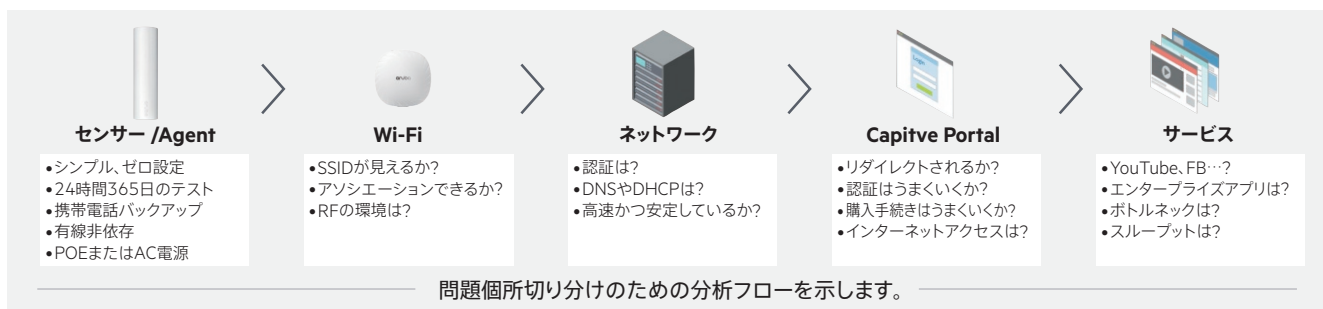 センサー /Agent
•シンプル、ゼロ設定
•24時間365日のテスト
•携帯電話バックアップ
•有線非依存
•POEまたはAC電源
Wi-Fi
•SSIDが見えるか?
•アソシエーションできるか?
•RFの環境は?
ネットワーク
•認証は?
•DNSやDHCPは?
•高速かつ安定しているか?
Login
Capitve Portal
•リダイレクトされるか?
•認証はうまくいくか?
•購入手続きはうまくいくか?
•インターネットアクセスは?
サービス
•YouTube、FB…?
•エンタープライズアプリは?
•ボトルネックは?
•スループットは?
問題個所切り分けのための分析フローを示します。